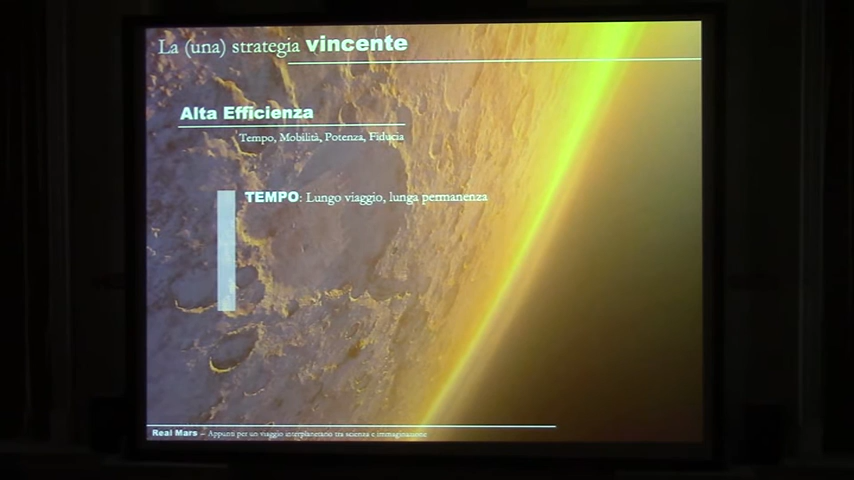 La (una) strategia vincente
Alta Efficienza
Tempo, Mobilità, Potenza, Fiducia
TEMPO: Lungo viaggio, lunga permanenza
Real Mars – Appunti per un viaggio interplanetario tra scienza e immaginazione